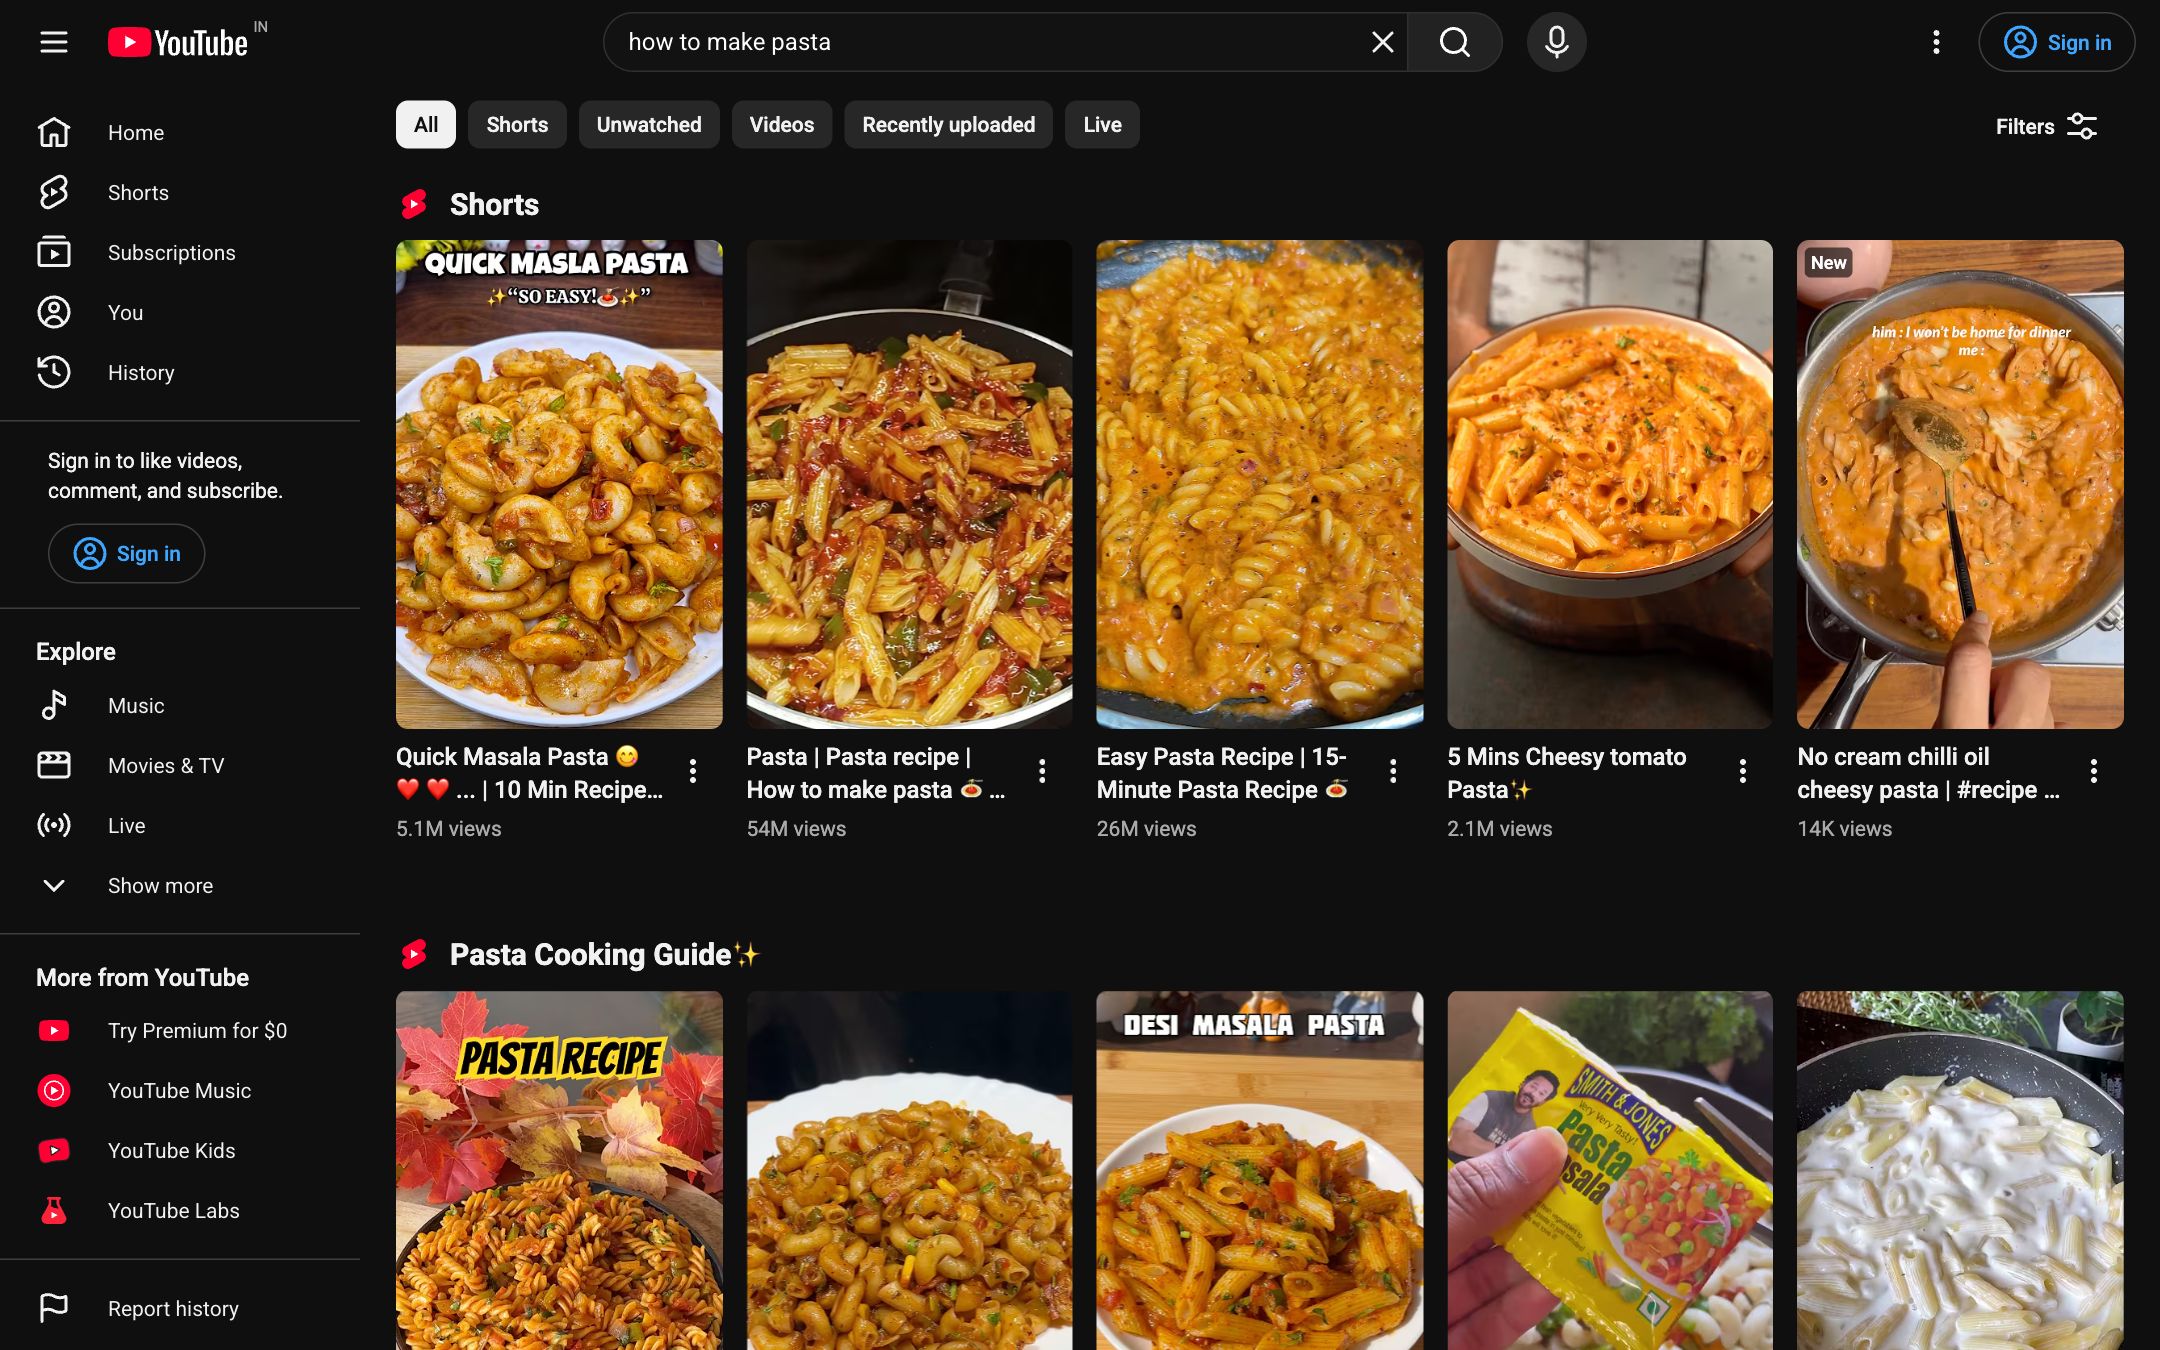 YouTube IN
how to make pasta
Sign in
Home
Shorts
Subscriptions
You
History
Sign in to like videos,
comment, and subscribe.
Sign in
Explore
Music
Movies & TV
Live
Show more
More from YouTube
Try Premium for $0
YouTube Music
YouTube Kids
YouTube Labs
Report history
All
Shorts
Unwatched
Videos
Recently uploaded
Live
Filters
Shorts
QUICK MASLA PASTA
✨“SO EASY!🍝✨”
Quick Masala Pasta 😋
❤️ ❤️ ... | 10 Min Recipe...
5.1M views
Pasta | Pasta recipe |
How to make pasta 🍝 ...
54M views
Easy Pasta Recipe | 15-
Minute Pasta Recipe 🍝
26M views
5 Mins Cheesy tomato
Pasta✨
2.1M views
New
him : I won't be home for dinner
me :
No cream chilli oil
cheesy pasta | #recipe ...
14K views
Pasta Cooking Guide✨
PASTA RECIPE
DESI MASALA PASTA
SMITH & JONES
Very Very Tasty!
Pasta